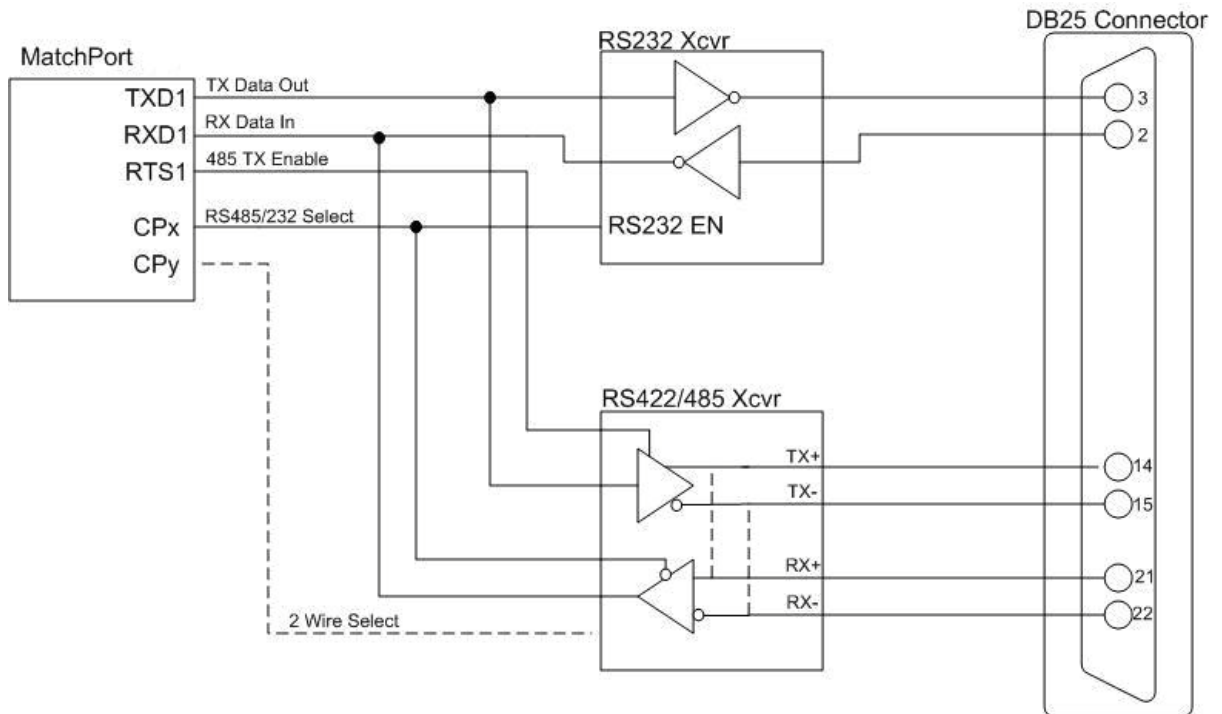 DB25 Connector
RS232 Xcvr
MatchPort
TXD1 TX Data Out
3
RXD1 RX Data In
2
RTS1 485 TX Enable
CPx RS485/232 Select
RS232 EN
CPy
RS422/485 Xcvr
TX+
14
TX-
15
RX+
21
RX-
22
2 Wire Select